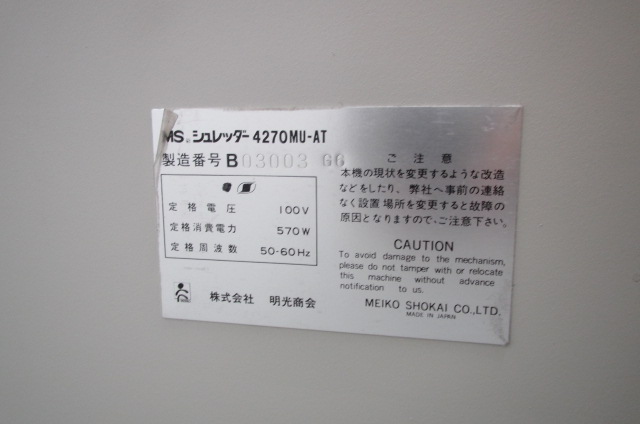 MSシュレッダー 4270MU-AT
製造番号 B 03003 GG
定格電圧 100V
定格消費電力 570W
定格周波数 50-60Hz
株式会社 明光商会
ご注意
本機の現状を変更するような改造
などをしたり、弊社へ事前の連絡
なく設置場所を変更すると故障の
原因となりますので、ご注意下さい。
CAUTION
To avoid damage to the mechanism,
please do not tamper with or relocate
this machine without advance
notification to us.
MEIKO SHOKAI CO.,LTD.
MADE IN JAPAN